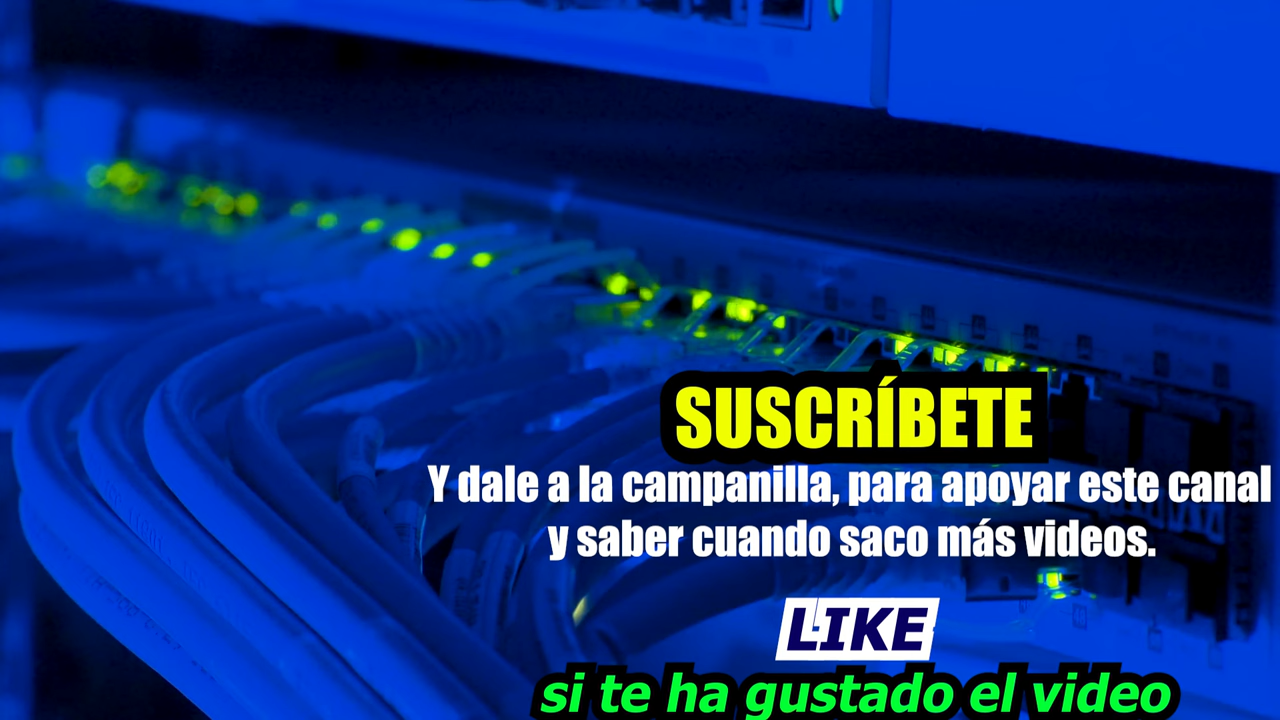 SUSCRÍBETE
Y dale a la campanilla, para apoyar este canal
y saber cuando saco más videos.
LIKE
si te ha gustado el video